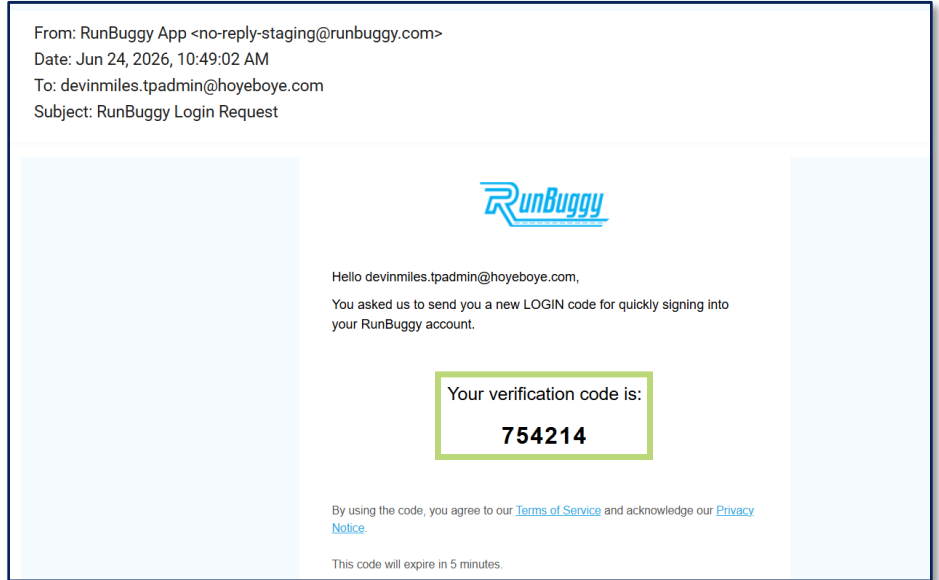 From: RunBuggy App <no-reply-staging@runbuggy.com>
Date: Jun 24, 2026, 10:49:02 AM
To: devinmiles.tpadmin@hoyeboye.com
Subject: RunBuggy Login Request
RunBuggy
Hello devinmiles.tpadmin@hoyeboye.com,
You asked us to send you a new LOGIN code for quickly signing into
your RunBuggy account.
Your verification code is:
754214
By using the code, you agree to our Terms of Service and acknowledge our Privacy
Notice.
This code will expire in 5 minutes.